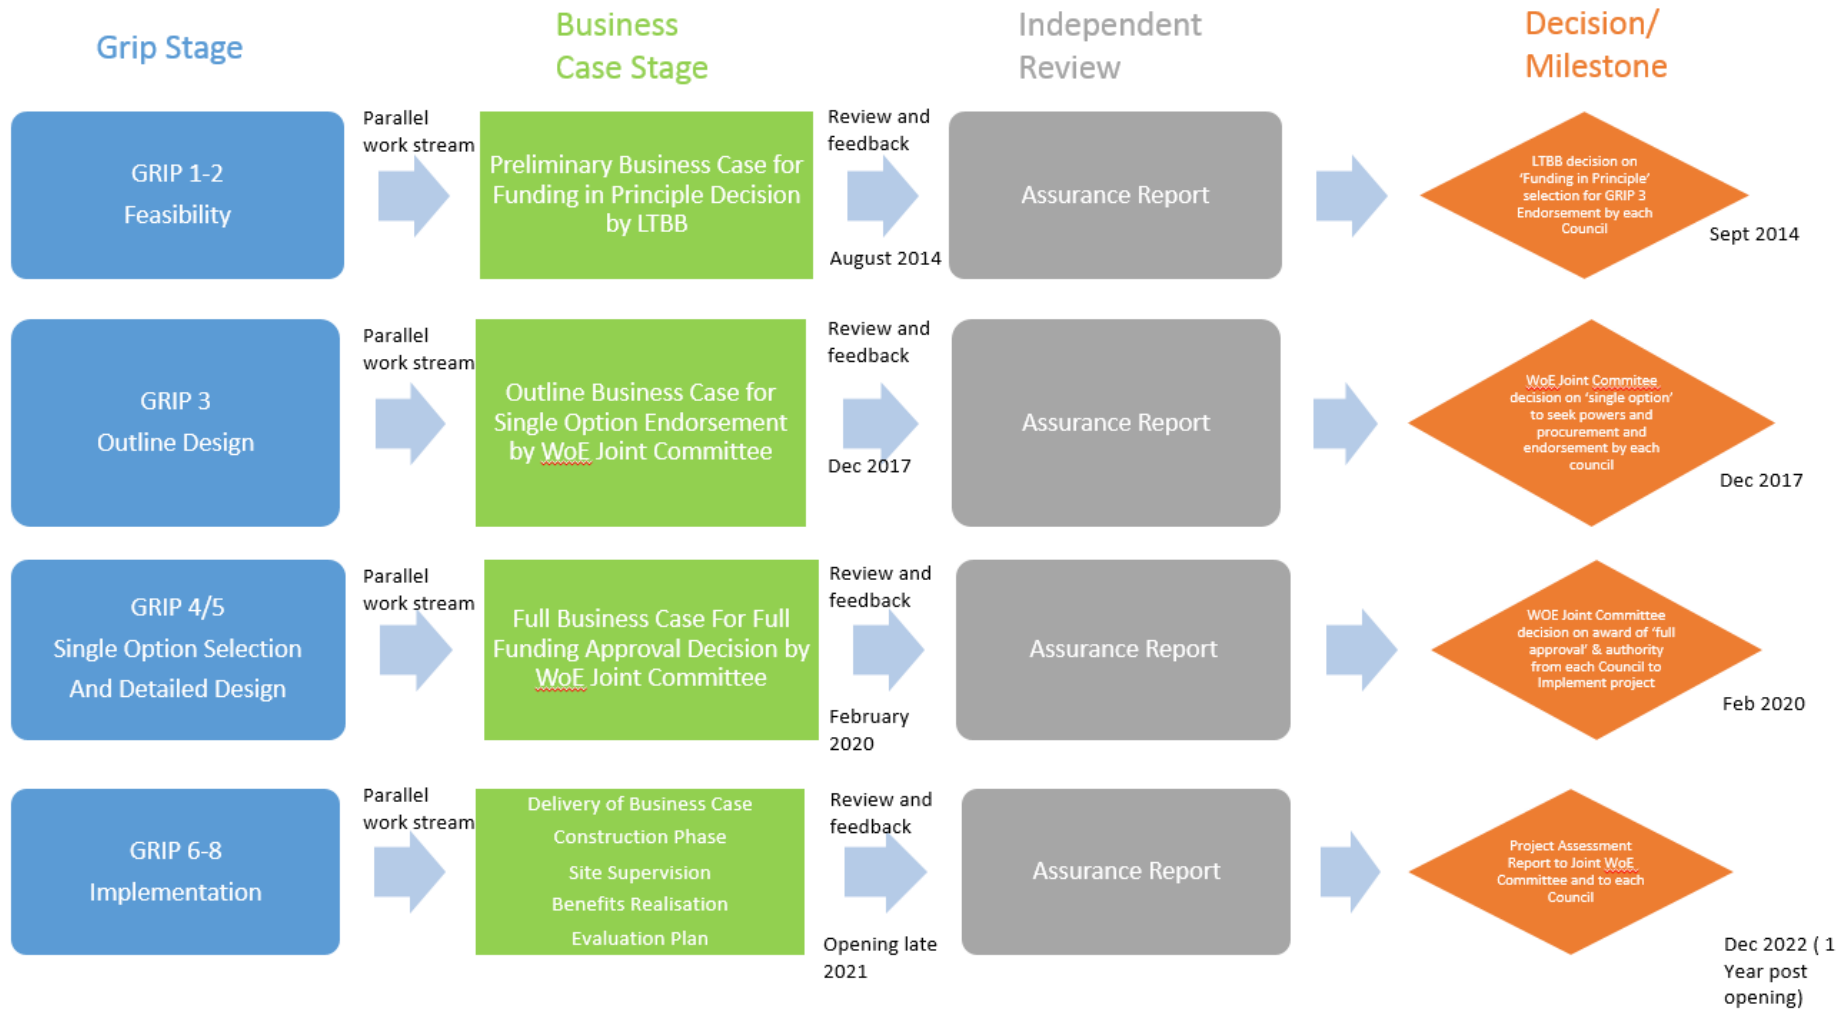 Grip Stage
Business
Case Stage
Independent
Review
Decision/
Milestone
GRIP 1-2
Feasibility
Parallel
work stream
Preliminary Business Case for
Funding in Principle Decision
by LTBB
Review and
feedback
August 2014
Assurance Report
LTBB decision on
‘Funding in Principle’
selection for GRIP 3
Endorsement by each
Council
Sept 2014
GRIP 3
Outline Design
Parallel
work stream
Outline Business Case for
Single Option Endorsement
by WoE Joint Committee
Review and
feedback
Dec 2017
Assurance Report
WoE Joint Commitee
decision on ‘single option’
to seek powers and
procurement and
endorsement by each
council
Dec 2017
GRIP 4/5
Single Option Selection
And Detailed Design
Parallel
work stream
Full Business Case For Full
Funding Approval Decision by
WoE Joint Committee
Review and
feedback
February
2020
Assurance Report
WOE Joint Committee
decision on award of ‘full
approval’ & authority
from each Council to
Implement project
Feb 2020
GRIP 6-8
Implementation
Parallel
work stream
Delivery of Business Case
Construction Phase
Site Supervision
Benefits Realisation
Evaluation Plan
Review and
feedback
Opening late
2021
Assurance Report
Project Assessment
Report to Joint WoE
Committee and to each
Council
Dec 2022 ( 1
Year post
opening)